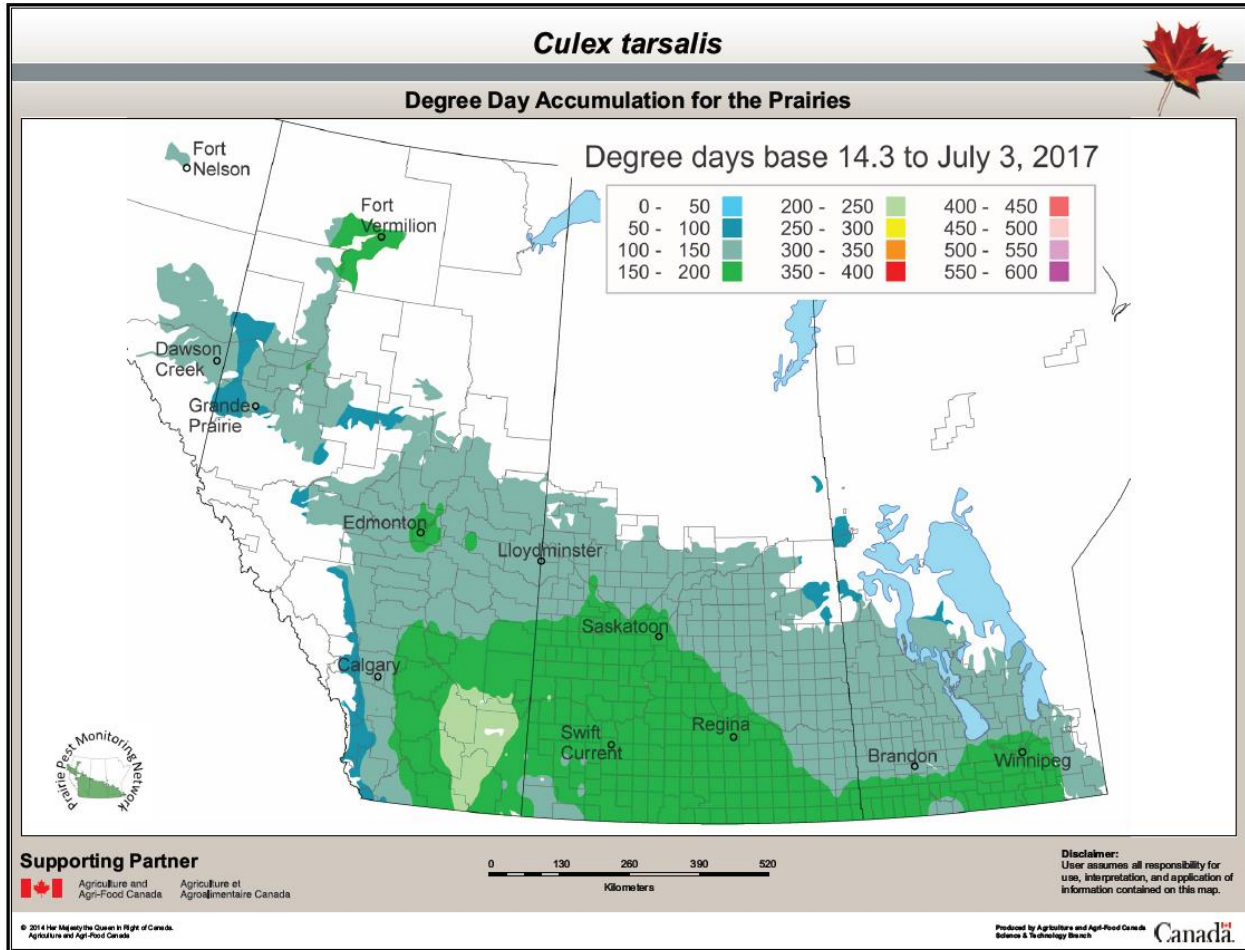 Culex tarsalis
Degree Day Accumulation for the Prairies
Degree days base 14.3 to July 3, 2017
0 - 50
50 - 100
100 - 150
150 - 200
200 - 250
250 - 300
300 - 350
350 - 400
400 - 450
450 - 500
500 - 550
550 - 600
Fort
Nelson
Fort
Vermilion
Dawson
Creek
Grande
Prairie
Edmonton
Lloydminster
Saskatoon
Calgary
Swift
Current
Regina
Brandon
Winnipeg
Prairie Pest Monitoring Network
Supporting Partner
Agriculture and
Agri-Food Canada
Agriculture et
Agroalimentaire Canada
0 130 260 390 520
Kilometers
Disclaimer:
User assumes all responsibility for
use, interpretation, and application of
information contained on this map.
© 2014 Her Majesty the Queen in Right of Canada.
Agriculture and Agri-Food Canada
Produced by Agriculture and Agri-Food Canada
Science & Technology Branch
Canada